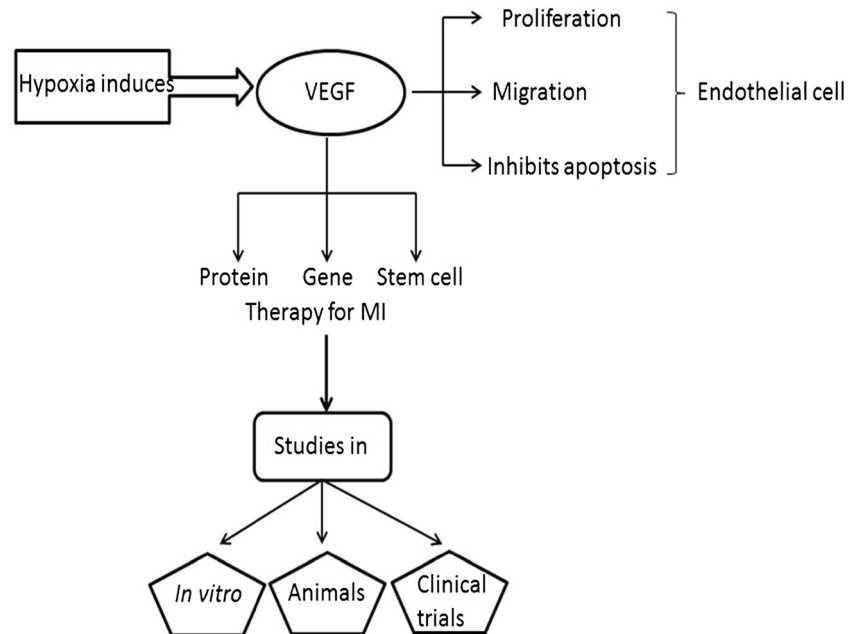 Proliferation
Hypoxia induces
VEGF
Migration
Endothelial cell
Inhibits apoptosis
Protein Gene Stem cell
Therapy for MI
Studies in
In vitro
Animals
Clinical
trials